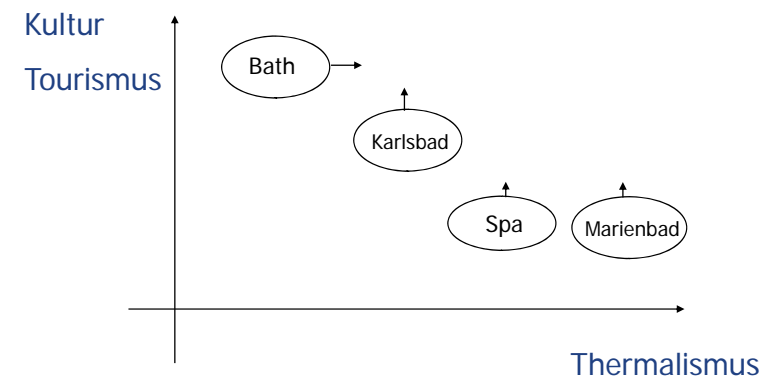 Kultur
Tourismus
Bath
Karlsbad
Spa
Marienbad
Thermalismus